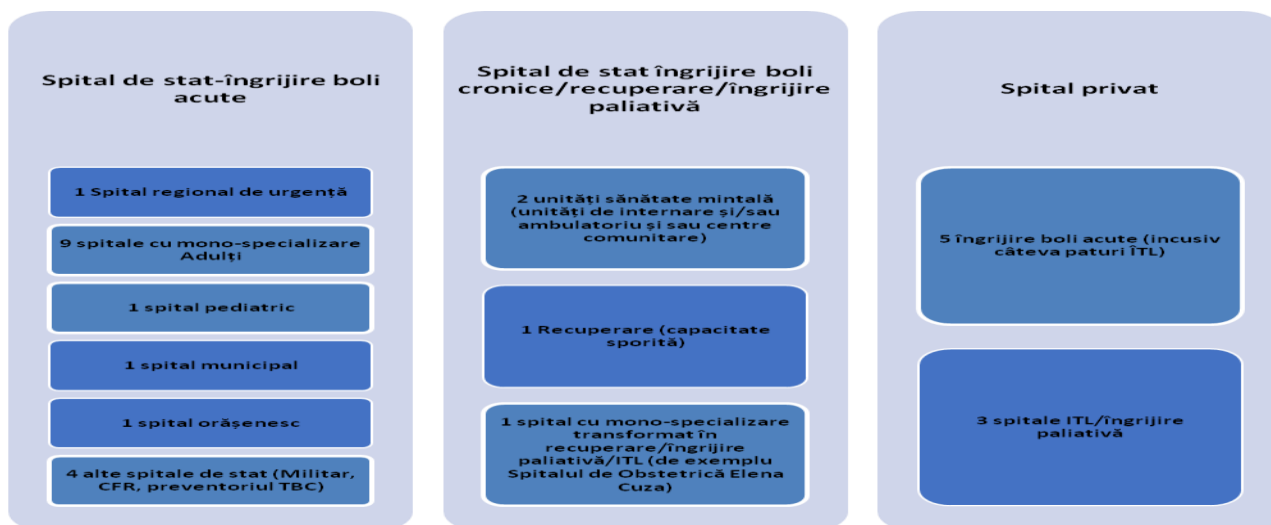 Spital de stat-îngrijire boli
acute
1 Spital regional de urgență
9 spitale cu mono-specializare
Adulți
1 spital pediatric
1 spital municipal
1 spital orășenesc
4 alte spitale de stat (Militar,
CFR, preventoriul TBC)
Spital de stat îngrijire boli
cronice/recuperare/îngrijire
paliativă
2 unități sănătate mintală
(unități de internare și/sau
ambulatoriu și sau centre
comunitare)
1 Recuperare (capacitate
sporită)
1 spital cu mono-specializare
transformat în
recuperare/îngrijire
paliativă/ITL (de exemplu
Spitalul de Obstetrică Elena
Cuza)
Spital privat
5 îngrijire boli acute (incusiv
câteva paturi ÎTL)
3 spitale ITL/îngrijire
paliativă